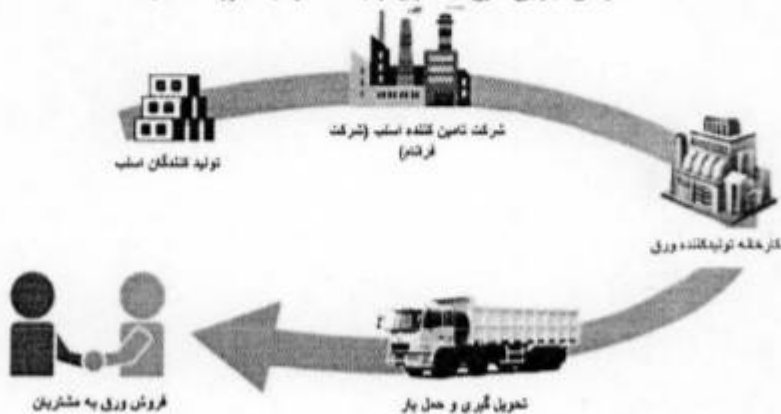 تولید کنندگان اسلب
شرکت تامین کننده اسلب (شرکت
فرانام)
کارخانه تولیدکننده ورق
تحویل گیری و حمل بار
فروش ورق به مشتریان